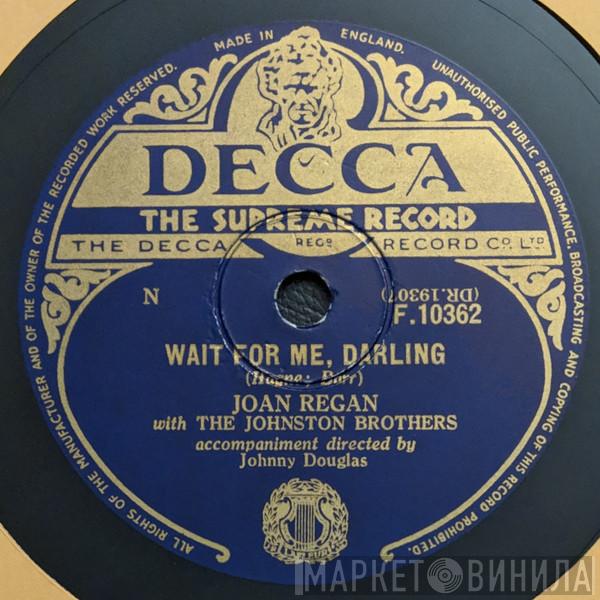 ALL RIGHTS OF THE MANUFACTURER AND OF THE OWNER OF THE RECORDED WORK RESERVED.
MADE IN ENGLAND.
UNAUTHORISED PUBLIC PERFORMANCE, BROADCASTING AND COPYING OF THIS RECORD PROHIBITED.
DECCA
THE SUPREME RECORD
THE DECCA REGD RECORD CO. LTD
N
(DR.19307)
F.10362
WAIT FOR ME, DARLING
JOAN REGAN
with THE JOHNSTON BROTHERS
accompaniment directed by
Johnny Douglas
МАРКЕТ ВИНИЛА